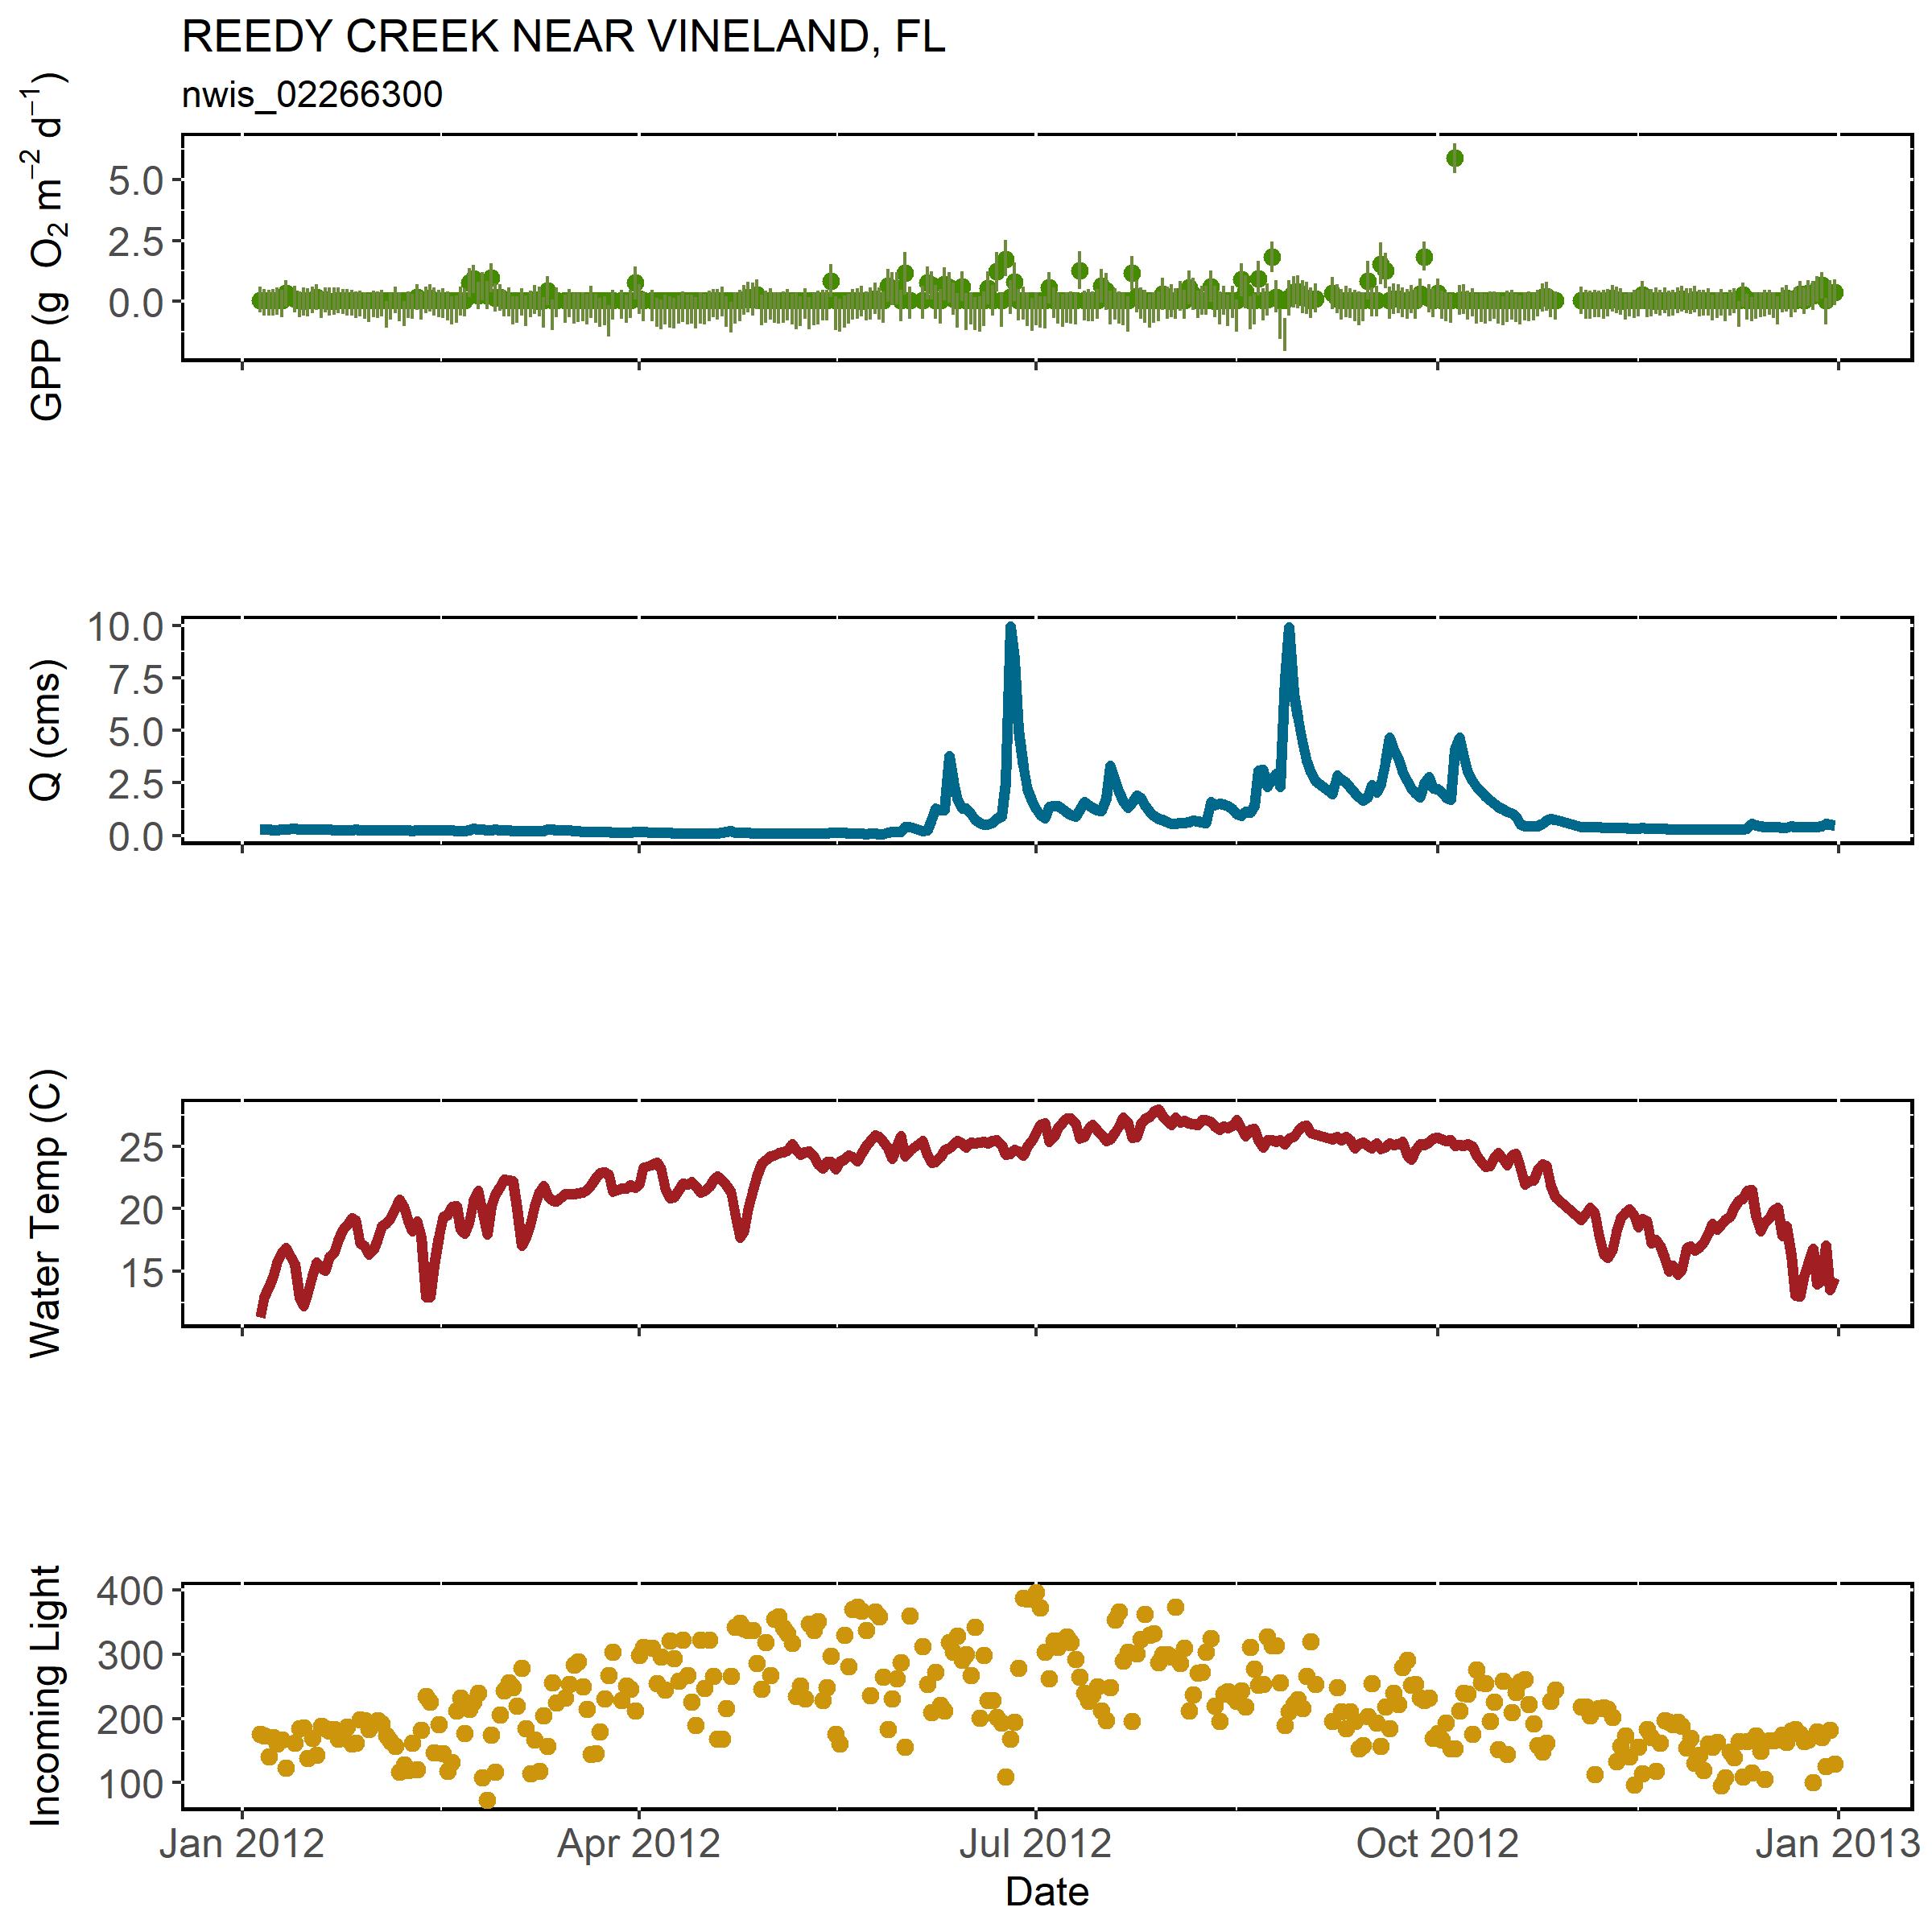 REEDY CREEK NEAR VINELAND, FL
nwis_02266300
GPP (g O₂ m⁻² d⁻¹)
5.0
2.5
0.0
Q (cms)
10.0
7.5
5.0
2.5
0.0
Water Temp (C)
25
20
15
Incoming Light
400
300
200
100
Jan 2012 Apr 2012 Jul 2012 Oct 2012 Jan 2013
Date